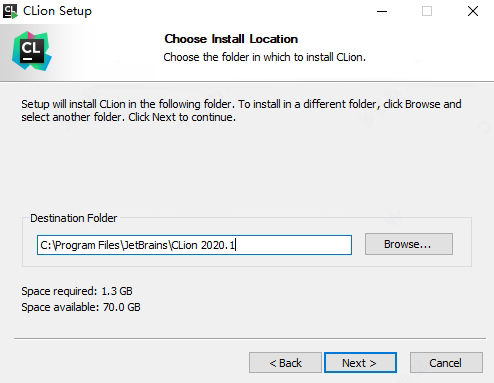 CLion Setup
CL
Choose Install Location
Choose the folder in which to install CLion.
Setup will install CLion in the following folder. To install in a different folder, click Browse and
select another folder. Click Next to continue.
Destination Folder
C:\Program Files\JetBrains\CLion 2020.1
Browse...
Space required: 1.3 GB
Space available: 70.0 GB
< Back
Next >
Cancel